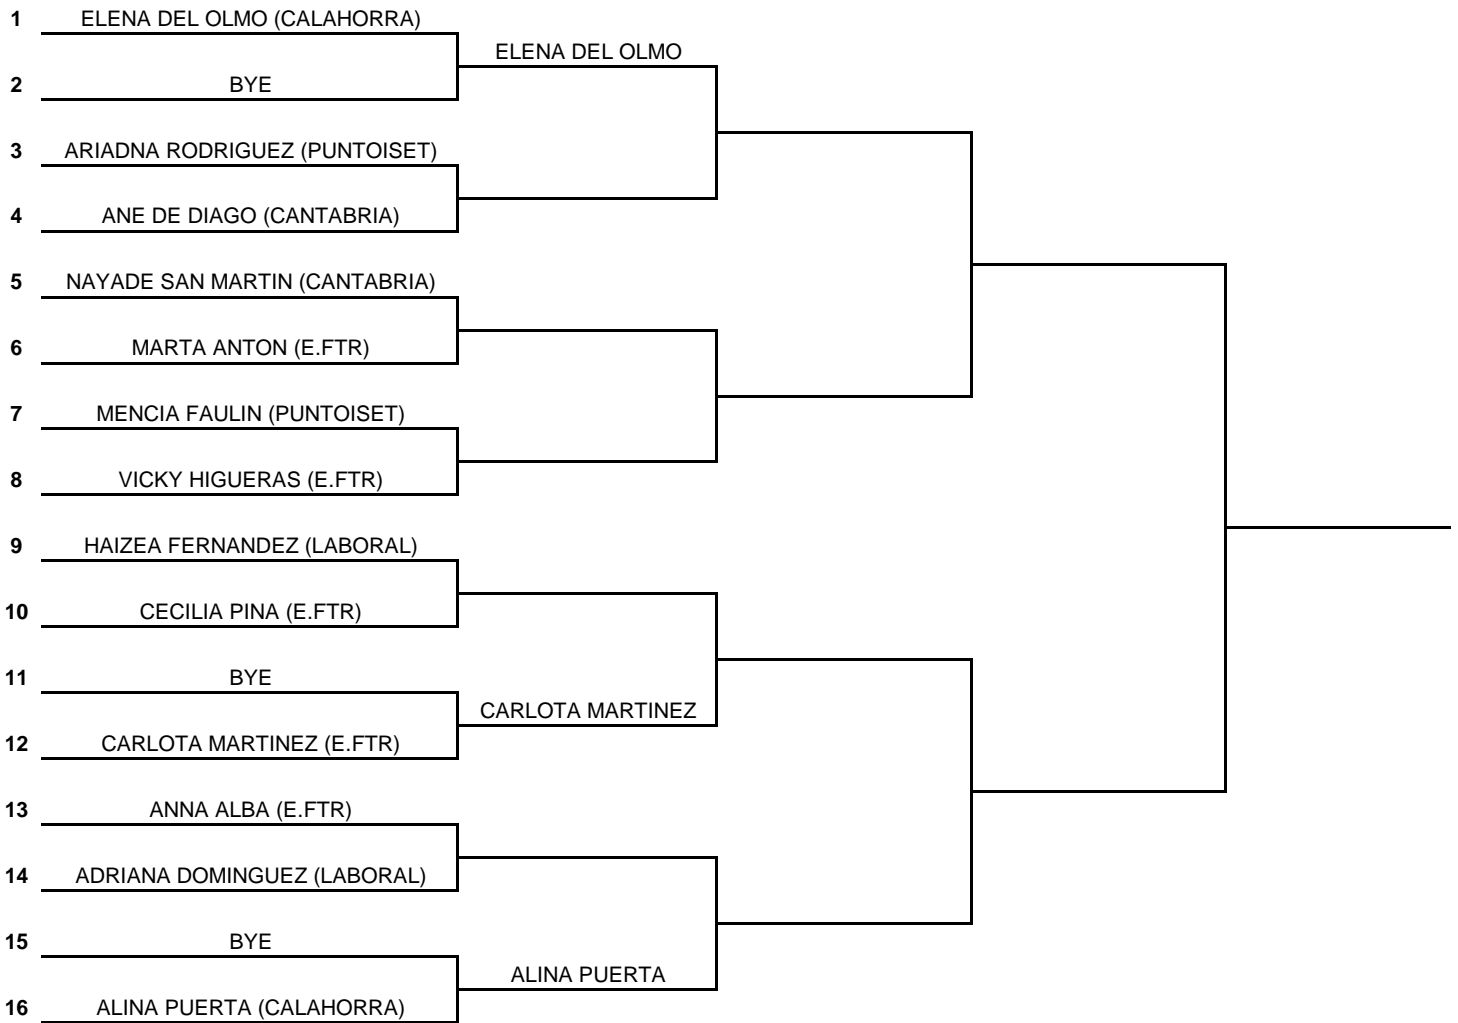 1 ELENA DEL OLMO (CALAHORRA)
ELENA DEL OLMO
2 BYE
3 ARIADNA RODRIGUEZ (PUNTOISET)
4 ANE DE DIAGO (CANTABRIA)
5 NAYADE SAN MARTIN (CANTABRIA)
6 MARTA ANTON (E.FTR)
7 MENCIA FAULIN (PUNTOISET)
8 VICKY HIGUERAS (E.FTR)
9 HAIZEA FERNANDEZ (LABORAL)
10 CECILIA PINA (E.FTR)
11 BYE
CARLOTA MARTINEZ
12 CARLOTA MARTINEZ (E.FTR)
13 ANNA ALBA (E.FTR)
14 ADRIANA DOMINGUEZ (LABORAL)
15 BYE
ALINA PUERTA
16 ALINA PUERTA (CALAHORRA)